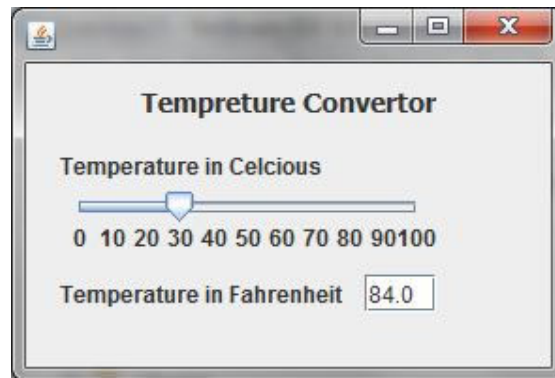 Tempreture Convertor
Temperature in Celcious
0 10 20 30 40 50 60 70 80 90100
Temperature in Fahrenheit 84.0